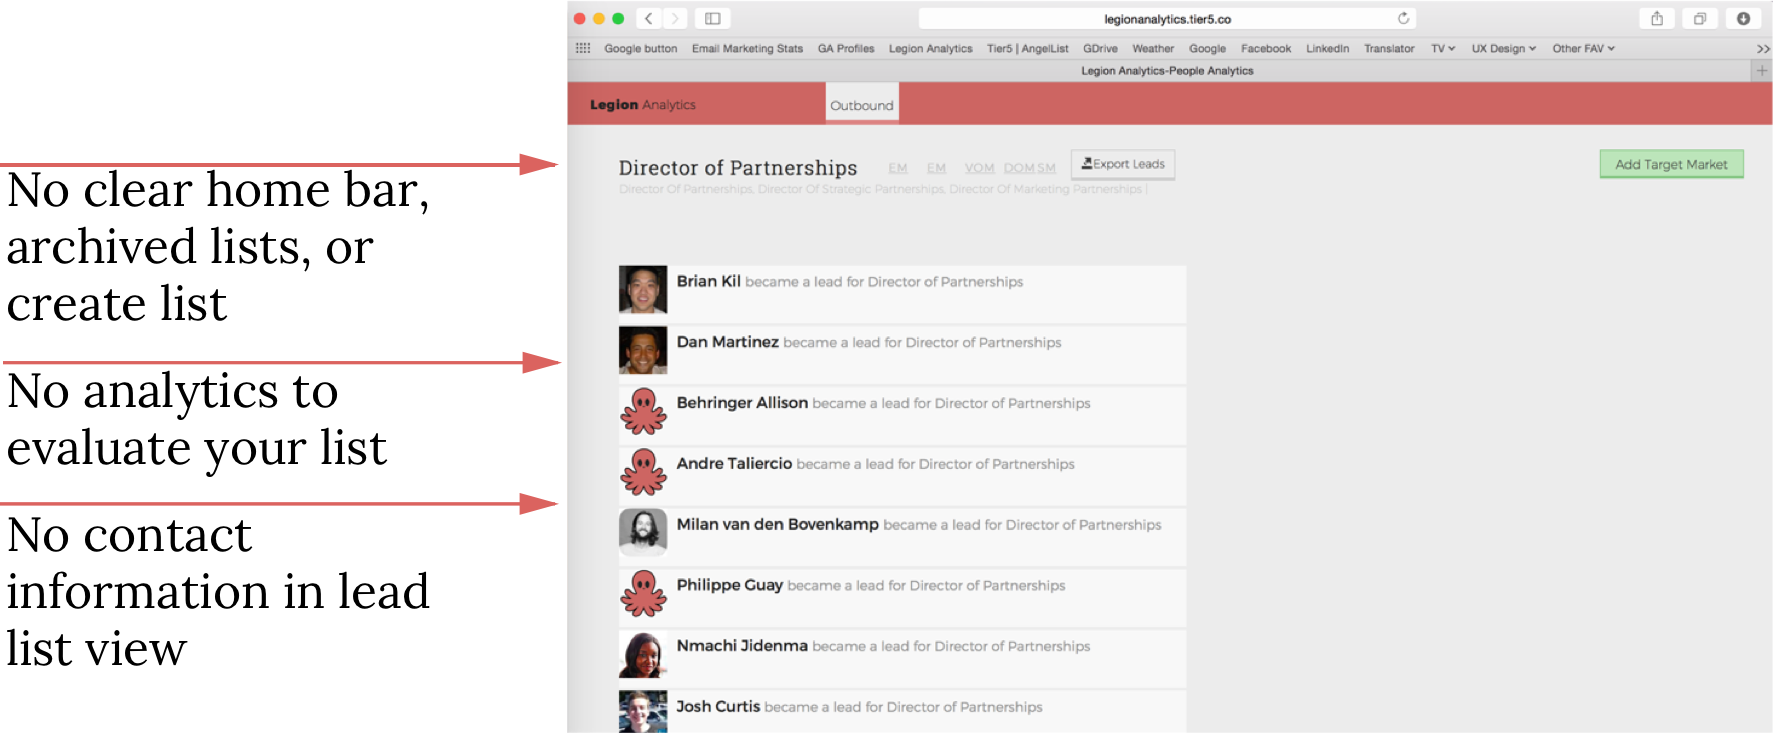 No clear home bar,
archived lists, or
create list
No analytics to
evaluate your list
No contact
information in lead
list view
legionanalytics.tier5.co
Google button Email Marketing Stats GA Profiles Legion Analytics Tier5 | AngelList GDrive Weather Google Facebook LinkedIn Translator TV UX Design Other FAV
Legion Analytics-People Analytics
Legion Analytics
Outbound
Director of Partnerships EM EM VOM DOM SM Export Leads Add Target Market
Director Of Partnerships, Director Of Strategic Partnerships, Director Of Marketing Partnerships |
Brian Kil became a lead for Director of Partnerships
Dan Martinez became a lead for Director of Partnerships
Behringer Allison became a lead for Director of Partnerships
Andre Taliercio became a lead for Director of Partnerships
Milan van den Bovenkamp became a lead for Director of Partnerships
Philippe Guay became a lead for Director of Partnerships
Nmachi Jidenma became a lead for Director of Partnerships
Josh Curtis became a lead for Director of Partnerships